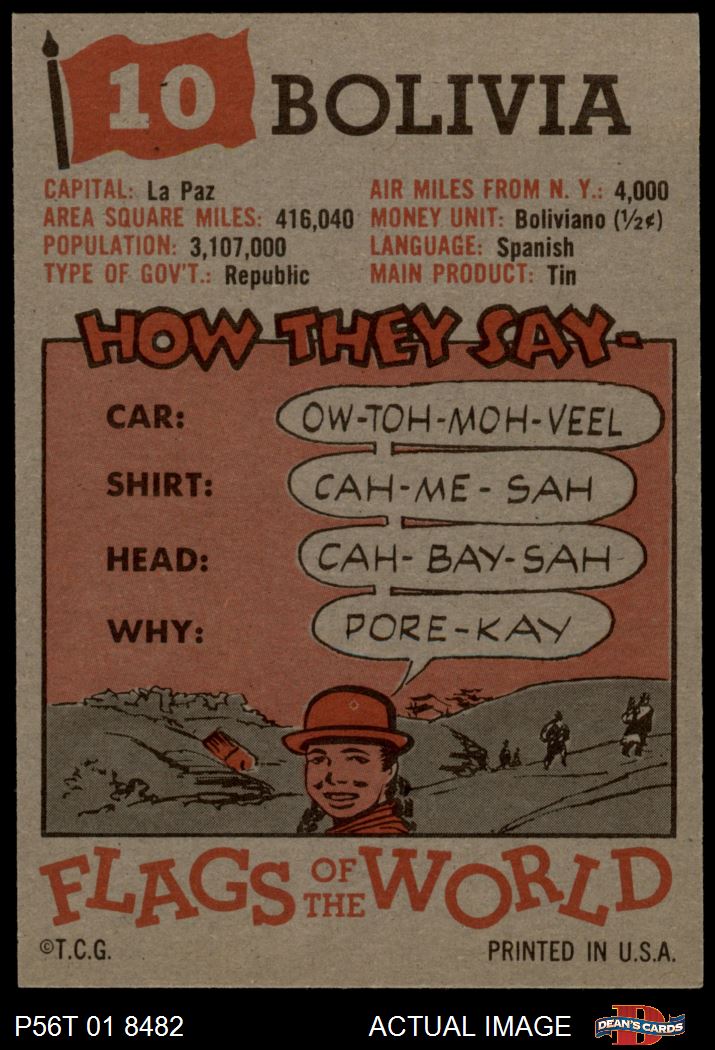 10 BOLIVIA
CAPITAL: La Paz
AREA SQUARE MILES: 416,040
POPULATION: 3,107,000
TYPE OF GOV'T.: Republic
AIR MILES FROM N. Y.: 4,000
MONEY UNIT: Boliviano (½¢)
LANGUAGE: Spanish
MAIN PRODUCT: Tin
HOW THEY SAY-
CAR: OW-TOH-MOH-VEEL
SHIRT: CAH-ME-SAH
HEAD: CAH-BAY-SAH
WHY: PORE-KAY
FLAGS OF THE WORLD
©T.C.G. PRINTED IN U.S.A.
P56T 01 8482 ACTUAL IMAGE DEAN'S CARDS